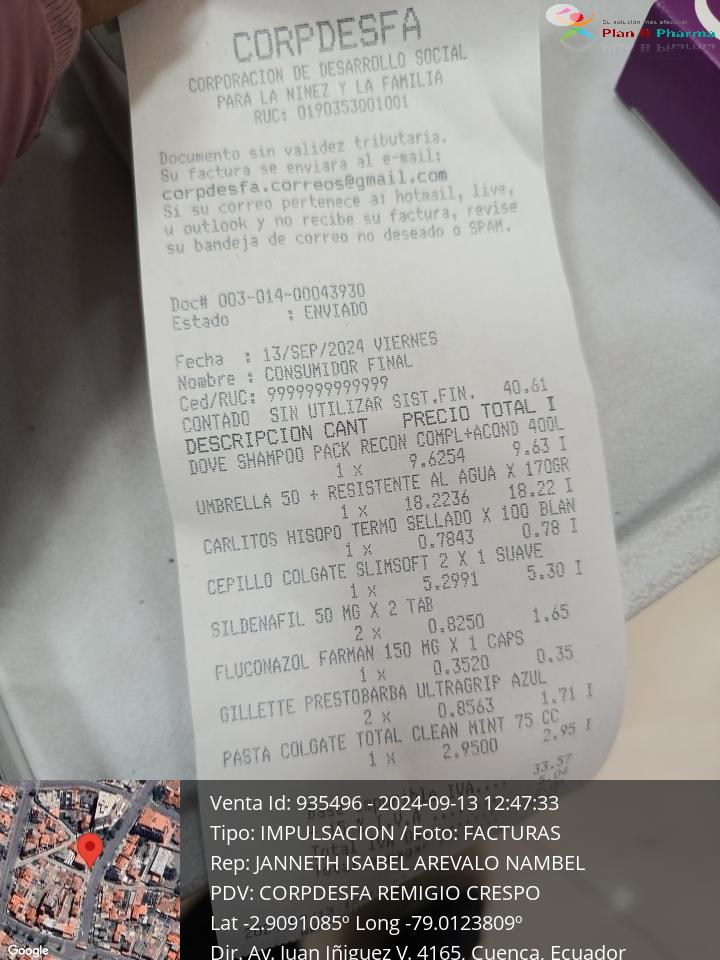 Su solución más efectiva!
Plan B Pharma
CORPDESFA
CORPORACION DE DESARROLLO SOCIAL
PARA LA NINEZ Y LA FAMILIA
RUC: 0190353001001
Documento sin validez tributaria.
Su factura se enviara al e-mail:
corpdesfa.correos@gmail.com
Si su correo pertenece a: hotmail, live,
u outlook y no recibe su factura, revise
su bandeja de correo no deseado o SPAM.
Doc# 003-014-00043930
Estado : ENVIADO
Fecha : 13/SEP/2024 VIERNES
Nombre : CONSUMIDOR FINAL
Ced/RUC: 9999999999999
CONTADO SIN UTILIZAR SIST.FIN. 40.61
DESCRIPCION CANT PRECIO TOTAL I
DOVE SHAMPOO PACK RECON COMPL+ACOND 400L
1 x 9.6254 9.63 I
UMBRELLA 50 + RESISTENTE AL AGUA X 170GR
1 x 18.2236 18.22 I
CARLITOS HISOPO TERMO SELLADO X 100 BLAN
1 x 0.7843 0.78 I
CEPILLO COLGATE SLIMSOFT 2 X 1 SUAVE
1 x 5.2991 5.30 I
SILDENAFIL 50 MG X 2 TAB
2 x 0.8250 1.65
FLUCONAZOL FARMAN 150 MG X 1 CAPS
1 x 0.3520 0.35
GILLETTE PRESTOBARBA ULTRAGRIP AZUL
2 x 0.8563 1.71 I
PASTA COLGATE TOTAL CLEAN MINT 75 CC
1 x 2.9500 2.95 I
33.57
Venta Id: 935496 - 2024-09-13 12:47:33
Tipo: IMPULSACION / Foto: FACTURAS
Rep: JANNETH ISABEL AREVALO NAMBEL
PDV: CORPDESFA REMIGIO CRESPO
Lat -2.9091085º Long -79.0123809º
Dir. Av. Juan Iñiguez V. 4165, Cuenca, Ecuador
Google